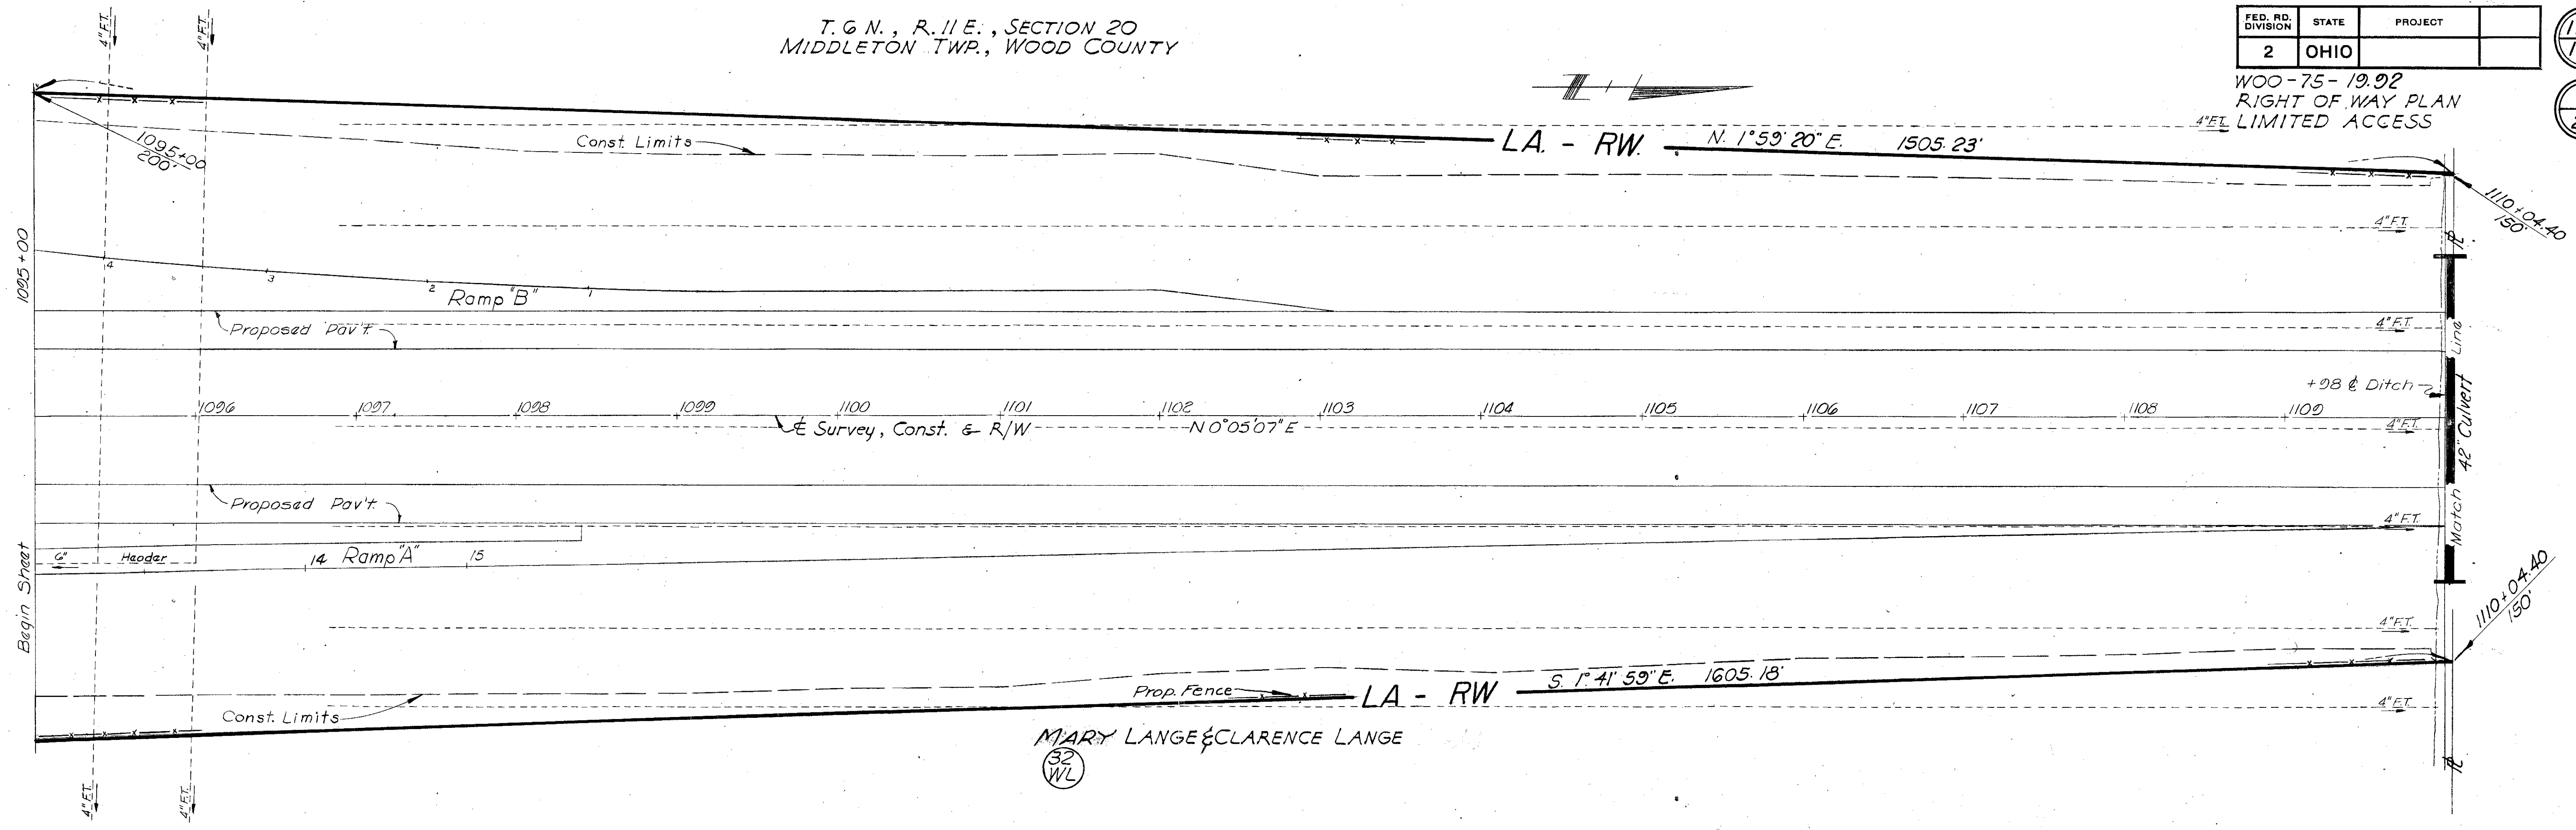 T. 6 N., R. 11 E., SECTION 20
MIDDLETON TWP., WOOD COUNTY
FED. RD. DIVISION STATE PROJECT
2 OHIO
WOO-75-19.92
RIGHT OF WAY PLAN
LIMITED ACCESS
4" F.T.
4" F.T.
4" F.T.
1095+00
200'
Const. Limits
LA. - RW.
N. 1° 59' 20" E. 1505.23'
1110+04.40
150'
4" F.T.
1095+00
4
3
2
1
Ramp "B"
Proposed Pav't.
4" F.T.
+98 ⅊ Ditch
1096
1097
1098
1099
1100
1101
1102
1103
1104
1105
1106
1107
1108
1109
℄ Survey, Const. & R/W
N 0° 05' 07" E
4" F.T.
Match Line
42" Culvert
Proposed Pav't.
4" F.T.
6"
Header
14 Ramp "A" 15
Begin Sheet
4" F.T.
1110+04.40
150'
Prop. Fence
LA - RW
S. 1° 41' 59" E. 1605.18'
4" F.T.
Const. Limits
MARY LANGE & CLARENCE LANGE
32
WL
4" F.T.
4" F.T.